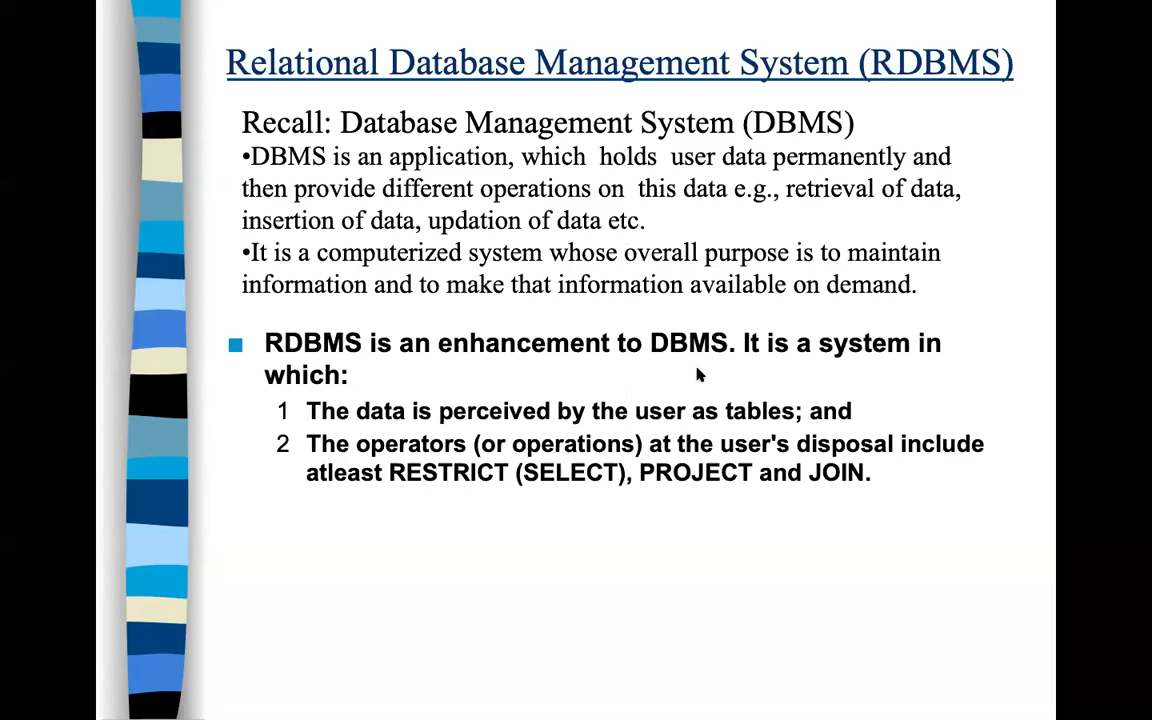 Relational Database Management System (RDBMS)
Recall: Database Management System (DBMS)
•DBMS is an application, which holds user data permanently and
then provide different operations on this data e.g., retrieval of data,
insertion of data, updation of data etc.
•It is a computerized system whose overall purpose is to maintain
information and to make that information available on demand.
■ RDBMS is an enhancement to DBMS. It is a system in
which:
1 The data is perceived by the user as tables; and
2 The operators (or operations) at the user's disposal include
atleast RESTRICT (SELECT), PROJECT and JOIN.